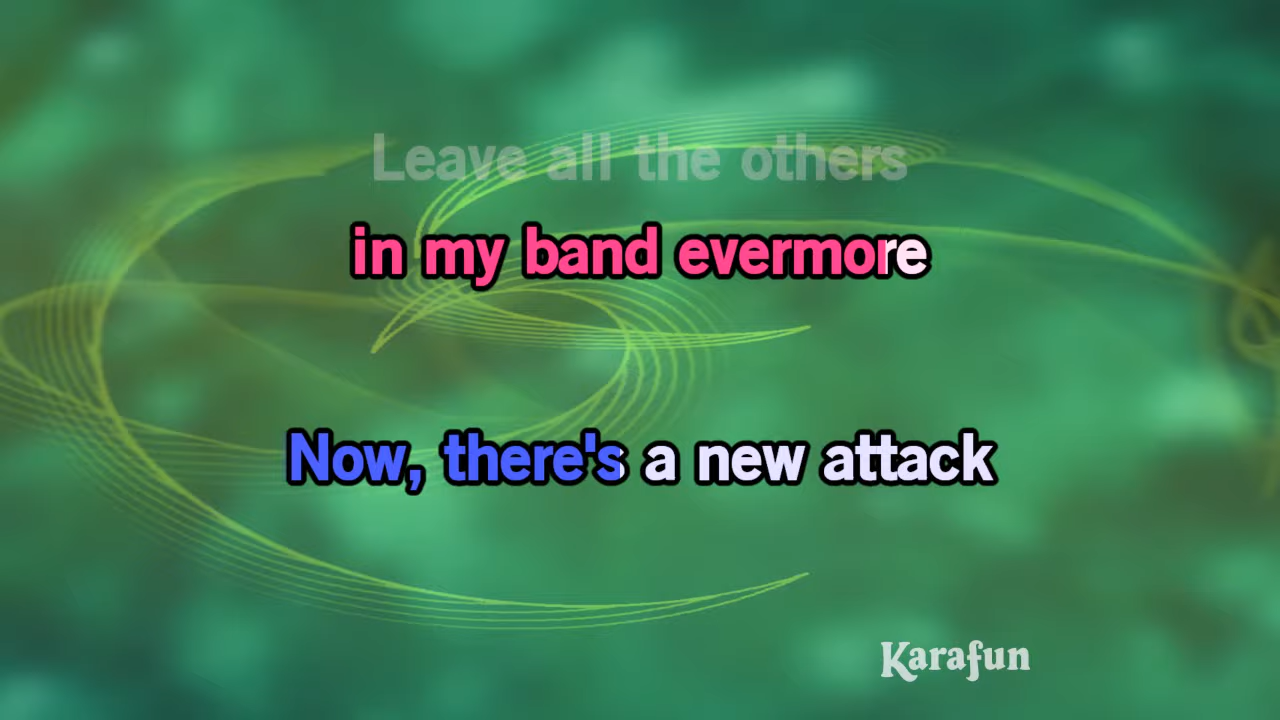 Leave all the others
in my band evermore
Now, there's a new attack
Karafun